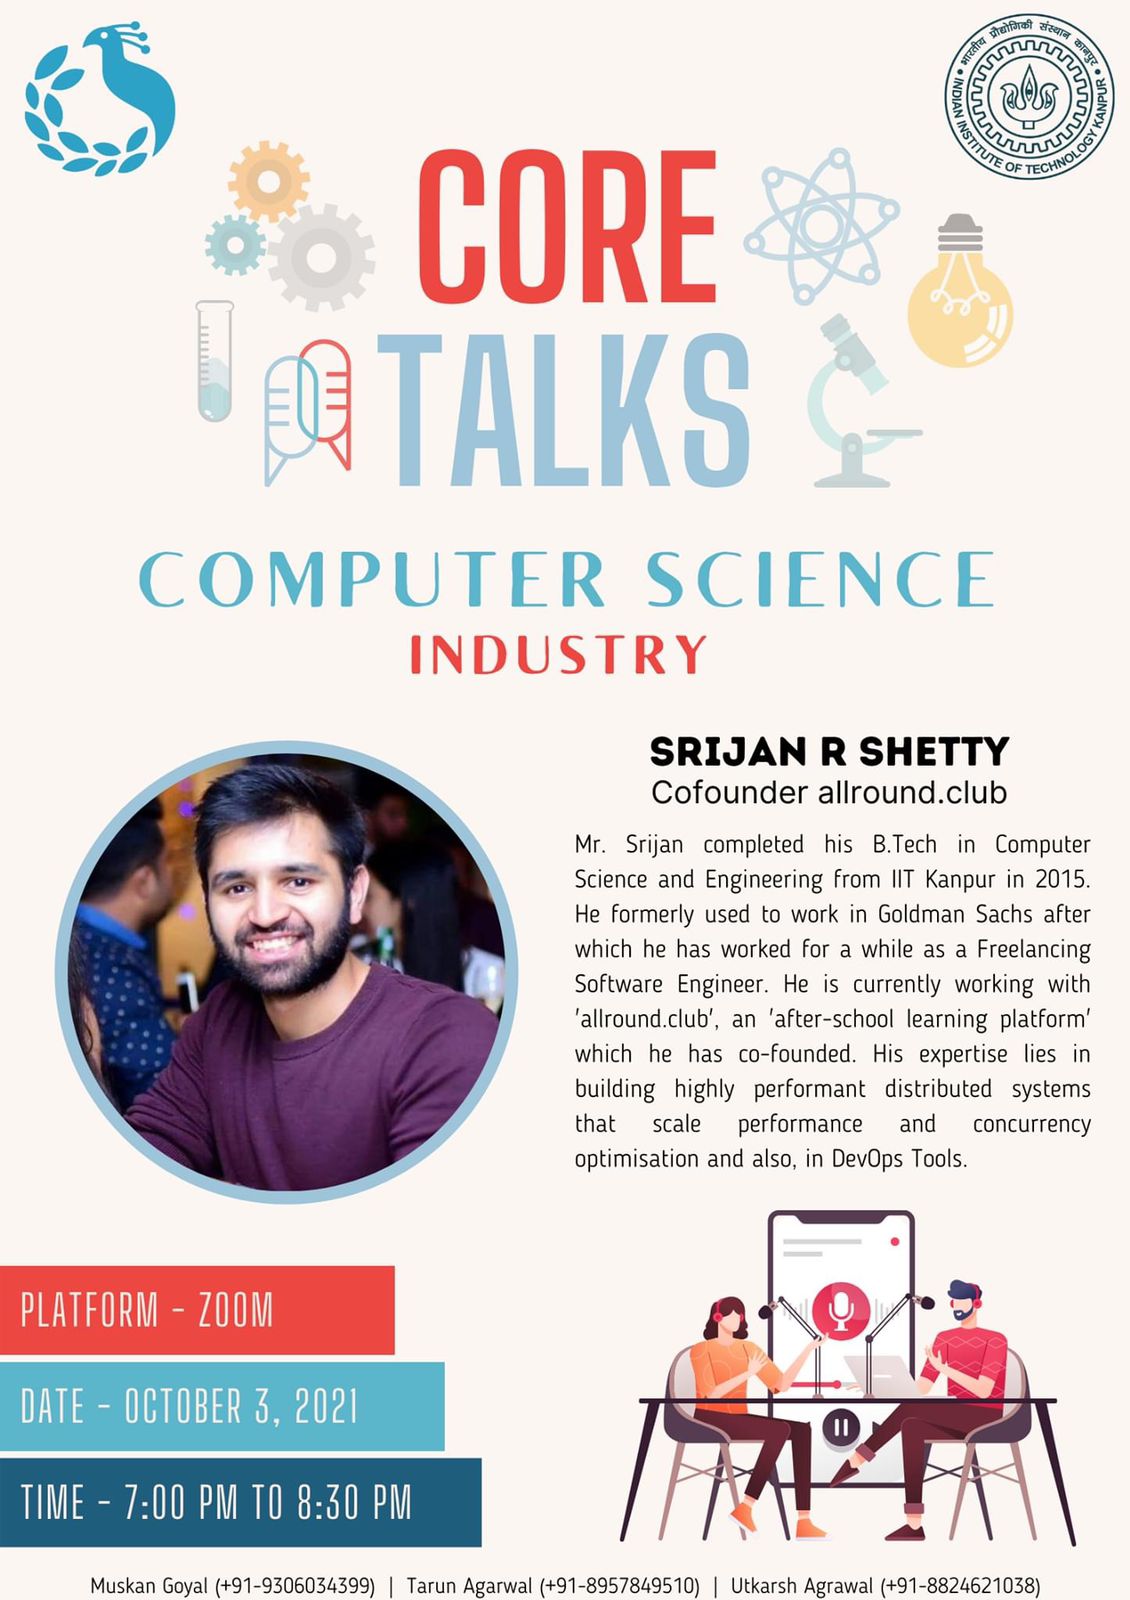 भारतीय प्रौद्योगिकी संस्थान कानपुर
INDIAN INSTITUTE OF TECHNOLOGY KANPUR
CORE
TALKS
COMPUTER SCIENCE
INDUSTRY
SRIJAN R SHETTY
Cofounder allround.club
Mr. Srijan completed his B.Tech in Computer
Science and Engineering from IIT Kanpur in 2015.
He formerly used to work in Goldman Sachs after
which he has worked for a while as a Freelancing
Software Engineer. He is currently working with
'allround.club', an 'after-school learning platform'
which he has co-founded. His expertise lies in
building highly performant distributed systems
that scale performance and concurrency
optimisation and also, in DevOps Tools.
PLATFORM - ZOOM
DATE - OCTOBER 3, 2021
TIME - 7:00 PM TO 8:30 PM
Muskan Goyal (+91-9306034399) | Tarun Agarwal (+91-8957849510) | Utkarsh Agrawal (+91-8824621038)